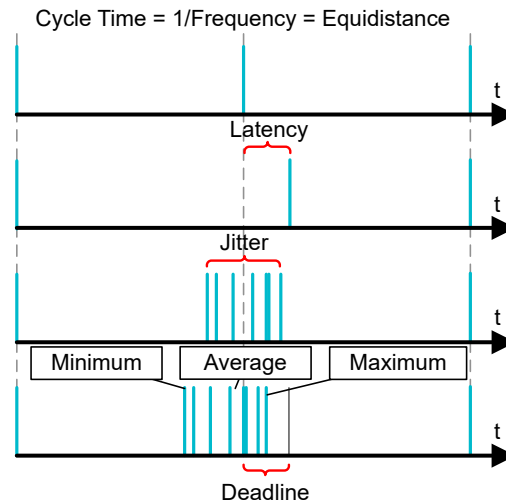 Cycle Time = 1/Frequency = Equidistance
t
Latency
t
Jitter
t
Minimum
Average
Maximum
t
Deadline